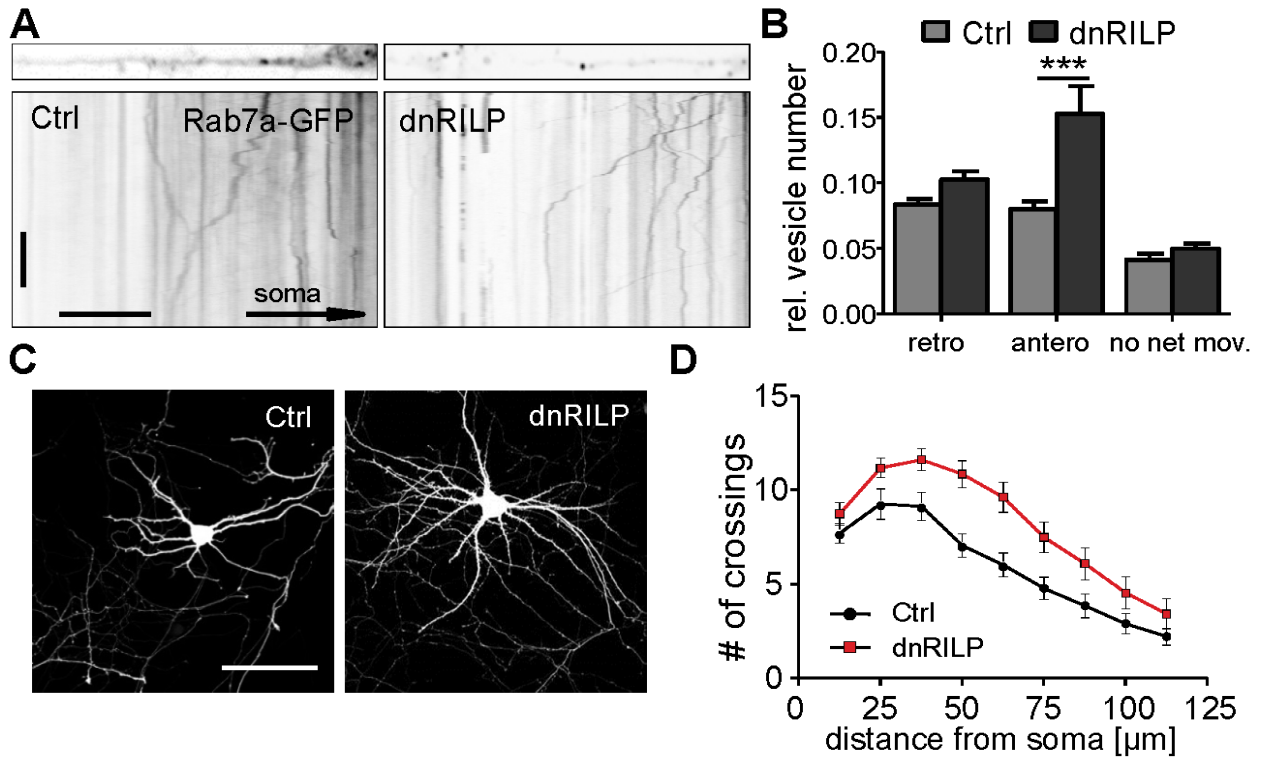 A
Ctrl
Rab7a-GFP
soma
dnRILP
B
Ctrl dnRILP
rel. vesicle number
0.20
0.15
0.10
0.05
0.00
***
retro antero no net mov.
C
Ctrl
dnRILP
D
# of crossings
15
10
5
0
Ctrl
dnRILP
0 25 50 75 100 125
distance from soma [µm]